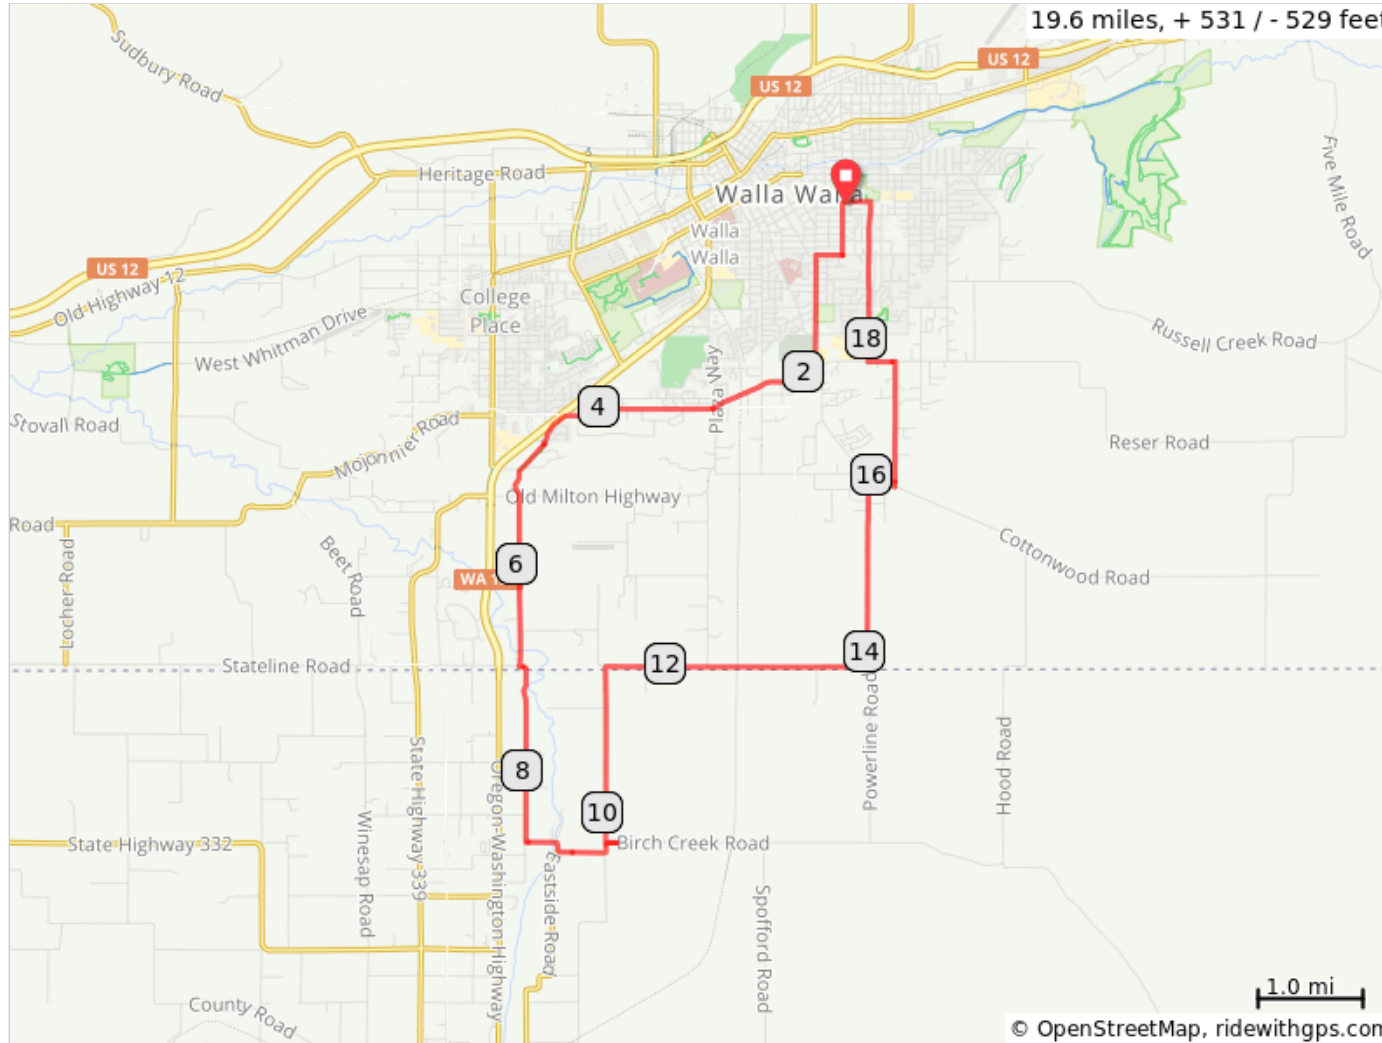 19.6 miles, + 531 / - 529 feet
Sudbury Road
US 12
US 12
Five Mile Road
Heritage Road
Walla Walla
Walla
Walla
US 12
Old Highway 12
College
Place
West Whitman Drive
Russell Creek Road
18
2
Plaza Way
4
Stovall Road
Mojonnier Road
Reser Road
16
Old Milton Highway
Road
Locher Road
Beet Road
6
WA 1
Cottonwood Road
14
12
Stateline Road
Powerline Road
Hood Road
8
State Highway 339
Oregon-Washington Highway
10
Birch Creek Road
State Highway 332
Winesap Road
Eastside Road
Spofford Road
County Road
1.0 mi
© OpenStreetMap, ridewithgps.com